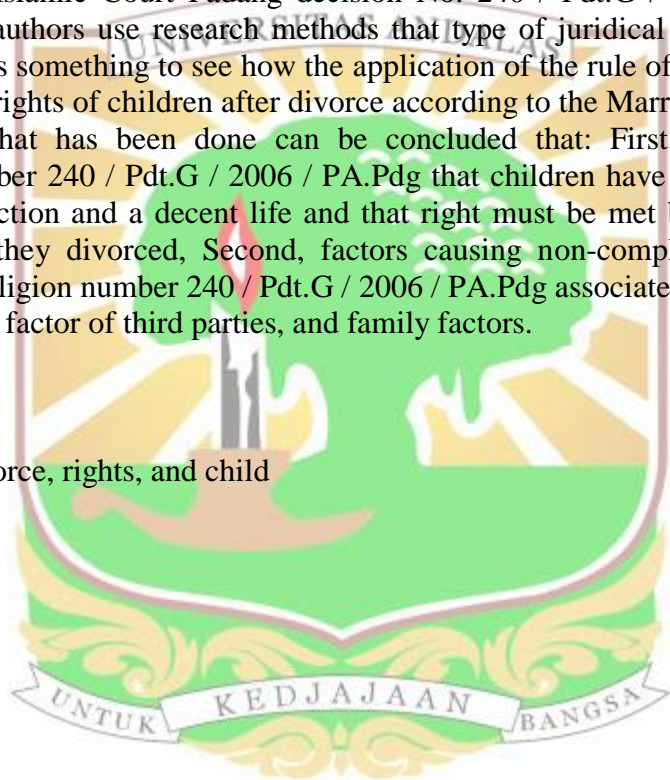 Islamic Court Padang decision No. 240 / Pdt.G /
UNIVERSITAS ANDALAS
authors use research methods that type of juridical
s something to see how the application of the rule of
rights of children after divorce according to the Marr
hat has been done can be concluded that: First.
ber 240 / Pdt.G / 2006 / PA.Pdg that children have
ction and a decent life and that right must be met
they divorced, Second, factors causing non-compl
ligion number 240 / Pdt.G / 2006 / PA.Pdg associate
factor of third parties, and family factors.
orce, rights, and child
UNTUK KEDJAJAAN BANGSA